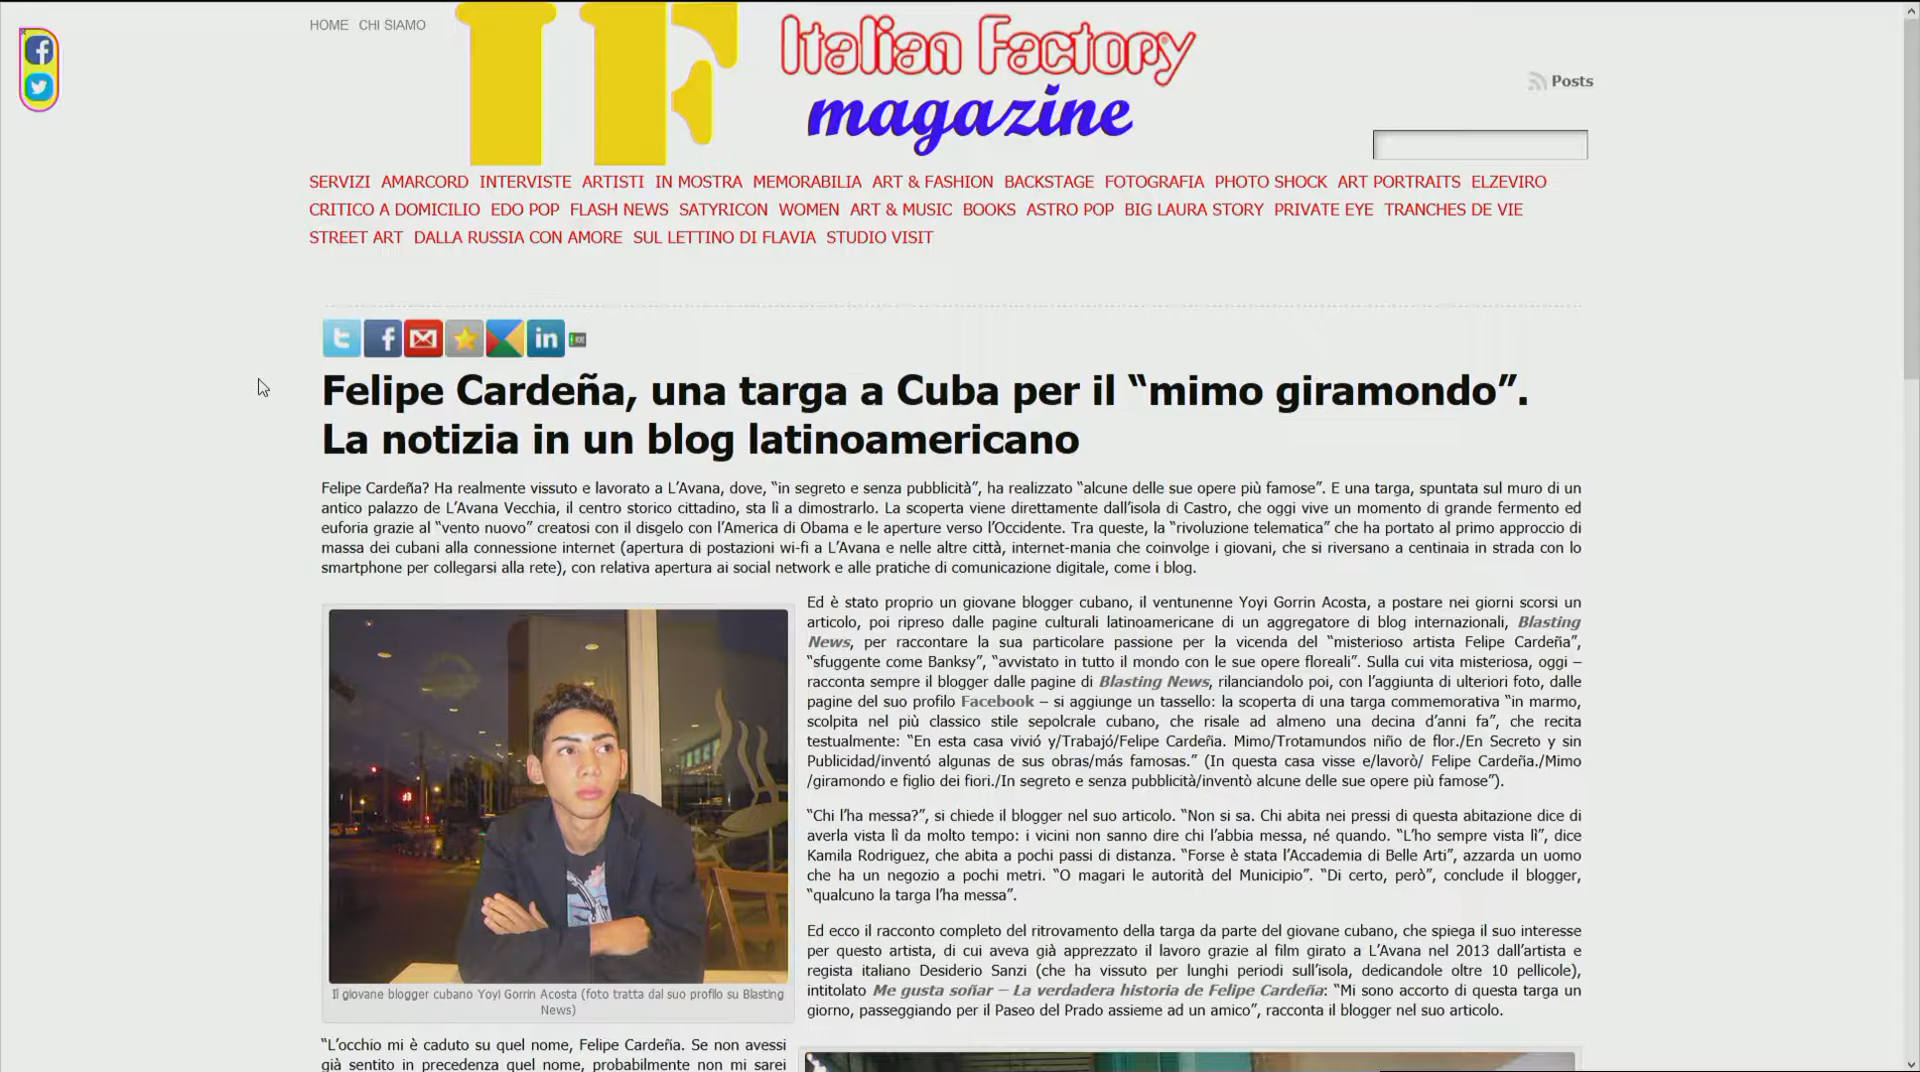 HOME CHI SIAMO
IF
Italian Factory
magazine
Posts
SERVIZI AMARCORD INTERVISTE ARTISTI IN MOSTRA MEMORABILIA ART & FASHION BACKSTAGE FOTOGRAFIA PHOTO SHOCK ART PORTRAITS ELZEVIRO
CRITICO A DOMICILIO EDO POP FLASH NEWS SATYRICON WOMEN ART & MUSIC BOOKS ASTRO POP BIG LAURA STORY PRIVATE EYE TRANCHES DE VIE
STREET ART DALLA RUSSIA CON AMORE SUL LETTINO DI FLAVIA STUDIO VISIT
Felipe Cardeña, una targa a Cuba per il “mimo giramondo”.
La notizia in un blog latinoamericano
Felipe Cardeña? Ha realmente vissuto e lavorato a L’Avana, dove, “in segreto e senza pubblicità”, ha realizzato “alcune delle sue opere più famose”. E una targa, spuntata sul muro di un
antico palazzo de L’Avana Vecchia, il centro storico cittadino, sta lì a dimostrarlo. La scoperta viene direttamente dall’isola di Castro, che oggi vive un momento di grande fermento ed
euforia grazie al “vento nuovo” creatosi con il disgelo con l’America di Obama e le aperture verso l’Occidente. Tra queste, la “rivoluzione telematica” che ha portato al primo approccio di
massa dei cubani alla connessione internet (apertura di postazioni wi-fi a L’Avana e nelle altre città, internet-mania che coinvolge i giovani, che si riversano a centinaia in strada con lo
smartphone per collegarsi alla rete), con relativa apertura ai social network e alle pratiche di comunicazione digitale, come i blog.
Ed è stato proprio un giovane blogger cubano, il ventunenne Yoyi Gorrin Acosta, a postare nei giorni scorsi un
articolo, poi ripreso dalle pagine culturali latinoamericane di un aggregatore di blog internazionali, Blasting
News, per raccontare la sua particolare passione per la vicenda del “misterioso artista Felipe Cardeña”,
“sfuggente come Banksy”, “avvistato in tutto il mondo con le sue opere floreali”. Sulla cui vita misteriosa, oggi –
racconta sempre il blogger dalle pagine di Blasting News, rilanciandolo poi, con l’aggiunta di ulteriori foto, dalle
pagine del suo profilo Facebook – si aggiunge un tassello: la scoperta di una targa commemorativa “in marmo,
scolpita nel più classico stile sepolcrale cubano, che risale ad almeno una decina d’anni fa”, che recita
testualmente: “En esta casa vivió y/Trabajó/Felipe Cardeña. Mimo/Trotamundos niño de flor./En Secreto y sin
Publicidad/inventó algunas de sus obras/más famosas.” (In questa casa visse e/lavorò/ Felipe Cardeña./Mimo
/giramondo e figlio dei fiori./In segreto e senza pubblicità/inventò alcune delle sue opere più famose”).
“Chi l’ha messa?”, si chiede il blogger nel suo articolo. “Non si sa. Chi abita nei pressi di questa abitazione dice di
averla vista lì da molto tempo: i vicini non sanno dire chi l’abbia messa, né quando. “L’ho sempre vista lì”, dice
Kamila Rodriguez, che abita a pochi passi di distanza. “Forse è stata l’Accademia di Belle Arti”, azzarda un uomo
che ha un negozio a pochi metri. “O magari le autorità del Municipio”. “Di certo, però”, conclude il blogger,
“qualcuno la targa l’ha messa”.
Ed ecco il racconto completo del ritrovamento della targa da parte del giovane cubano, che spiega il suo interesse
per questo artista, di cui aveva già apprezzato il lavoro grazie al film girato a L’Avana nel 2013 dall’artista e
regista italiano Desiderio Sanzi (che ha vissuto per lunghi periodi sull’isola, dedicandole oltre 10 pellicole),
intitolato Me gusta soñar – La verdadera historia de Felipe Cardeña: “Mi sono accorto di questa targa un
giorno, passeggiando per il Paseo del Prado assieme ad un amico”, racconta il blogger nel suo articolo.
Il giovane blogger cubano Yoyi Gorrin Acosta (foto tratta dal suo profilo su Blasting
News)
“L’occhio mi è caduto su quel nome, Felipe Cardeña. Se non avessi
già sentito in precedenza quel nome, probabilmente non mi sarei